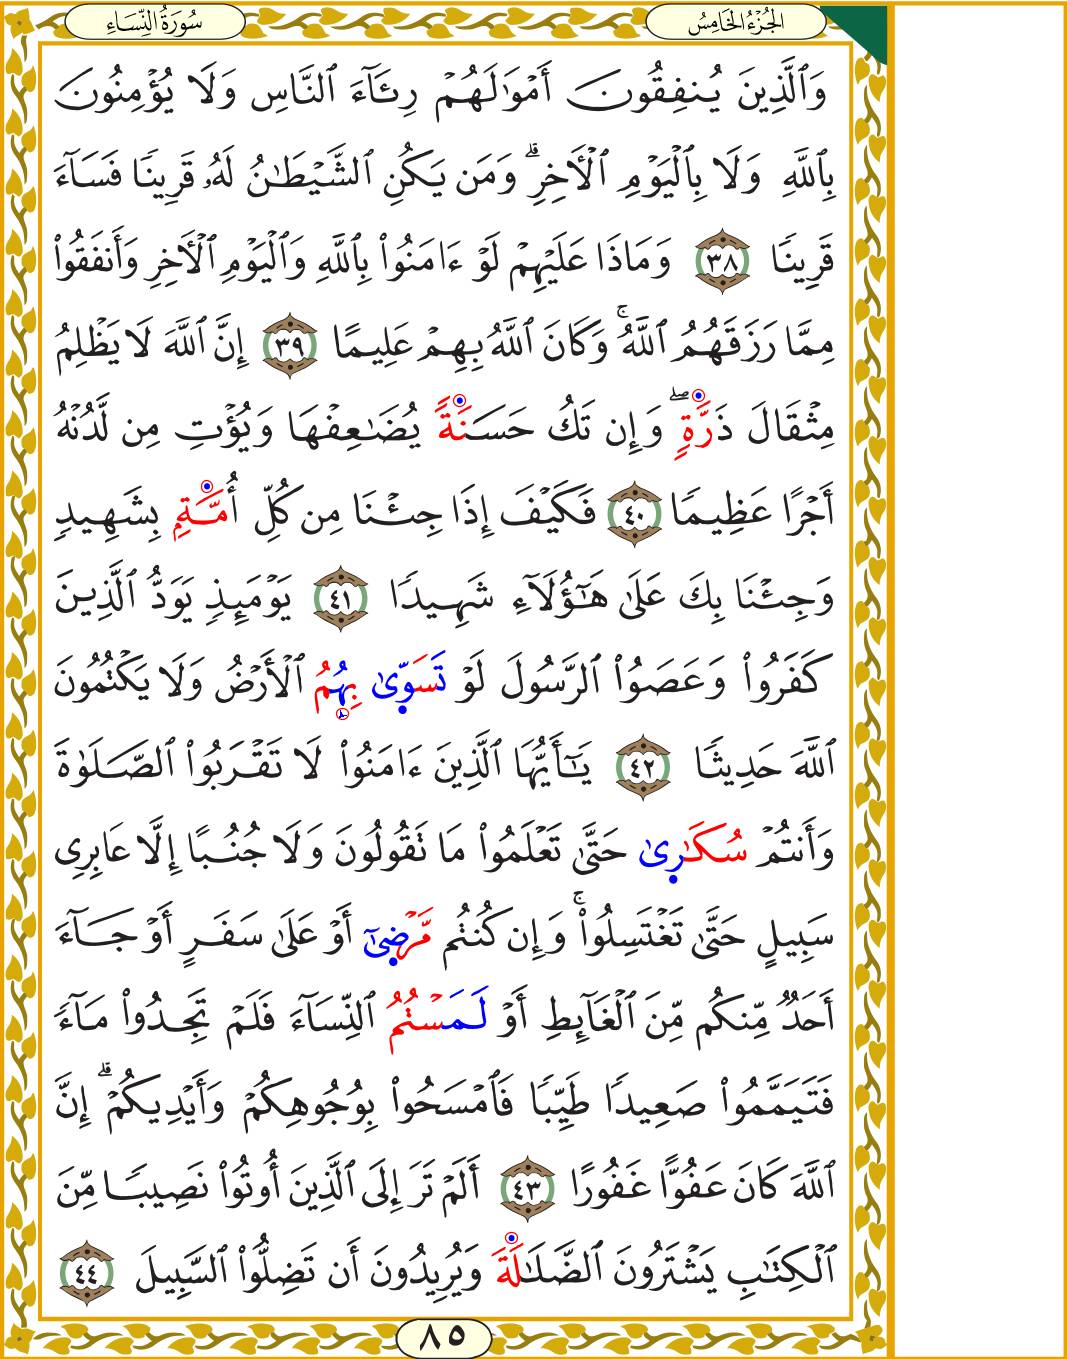 الجُزْءُ الخَامِسُ
سُورَةُ النِّسَاءِ
وَٱلَّذِينَ يُنفِقُونَ أَمْوَٰلَهُمْ رِئَآءَ ٱلنَّاسِ وَلَا يُؤْمِنُونَ
بِٱللَّهِ وَلَا بِٱلْيَوْمِ ٱلْأَخِرِ ۗ وَمَن يَكُنِ ٱلشَّيْطَـٰنُ لَهُۥ قَرِينًا فَسَآءَ
قَرِينًا ٣٨ وَمَاذَا عَلَيْهِمْ لَوْ ءَامَنُوا۟ بِٱللَّهِ وَٱلْيَوْمِ ٱلْأَخِرِ وَأَنفَقُوا۟
مِمَّا رَزَقَهُمُ ٱللَّهُ ۚ وَكَانَ ٱللَّهُ بِهِمْ عَلِيمًا ٣٩ إِنَّ ٱللَّهَ لَا يَظْلِمُ
مِثْقَالَ ذَرَّةٍ ۖ وَإِن تَكُ حَسَنَةً يُضَـٰعِفْهَا وَيُؤْتِ مِن لَّدُنْهُ
أَجْرًا عَظِيمًا ٤٠ فَكَيْفَ إِذَا جِئْنَا مِن كُلِّ أُمَّةٍۭ بِشَهِيدٍ
وَجِئْنَا بِكَ عَلَىٰ هَـٰٓؤُلَآءِ شَهِيدًا ٤١ يَوْمَئِذٍ يَوَدُّ ٱلَّذِينَ
كَفَرُوا۟ وَعَصَوُا۟ ٱلرَّسُولَ لَوْ تَسَوّىٰ بِهُمُ ٱلْأَرْضُ وَلَا يَكْتُمُونَ
ٱللَّهَ حَدِيثًا ٤٢ يَـٰٓأَيُّهَا ٱلَّذِينَ ءَامَنُوا۟ لَا تَقْرَبُوا۟ ٱلصَّلَوٰةَ
وَأَنتُمْ سُكَـٰرىٰ حَتَّىٰ تَعْلَمُوا۟ مَا تَقُولُونَ وَلَا جُنُبًا إِلَّا عَابِرِى
سَبِيلٍ حَتَّىٰ تَغْتَسِلُوا۟ ۚ وَإِن كُنتُم مَّرْضىٰٓ أَوْ عَلَىٰ سَفَرٍ أَوْ جَآءَ
أَحَدٌ مِّنكُم مِّنَ ٱلْغَآئِطِ أَوْ لَمَسْتُمُ ٱلنِّسَآءَ فَلَمْ تَجِدُوا۟ مَآءً
فَتَيَمَّمُوا۟ صَعِيدًا طَيِّبًا فَٱمْسَحُوا۟ بِوُجُوهِكُمْ وَأَيْدِيكُمْ ۗ إِنَّ
ٱللَّهَ كَانَ عَفُوًّا غَفُورًا ٤٣ أَلَمْ تَرَ إِلَى ٱلَّذِينَ أُوتُوا۟ نَصِيبًا مِّنَ
ٱلْكِتَـٰبِ يَشْتَرُونَ ٱلضَّلَـٰلَةَ وَيُرِيدُونَ أَن تَضِلُّوا۟ ٱلسَّبِيلَ ٤٤
٨٥